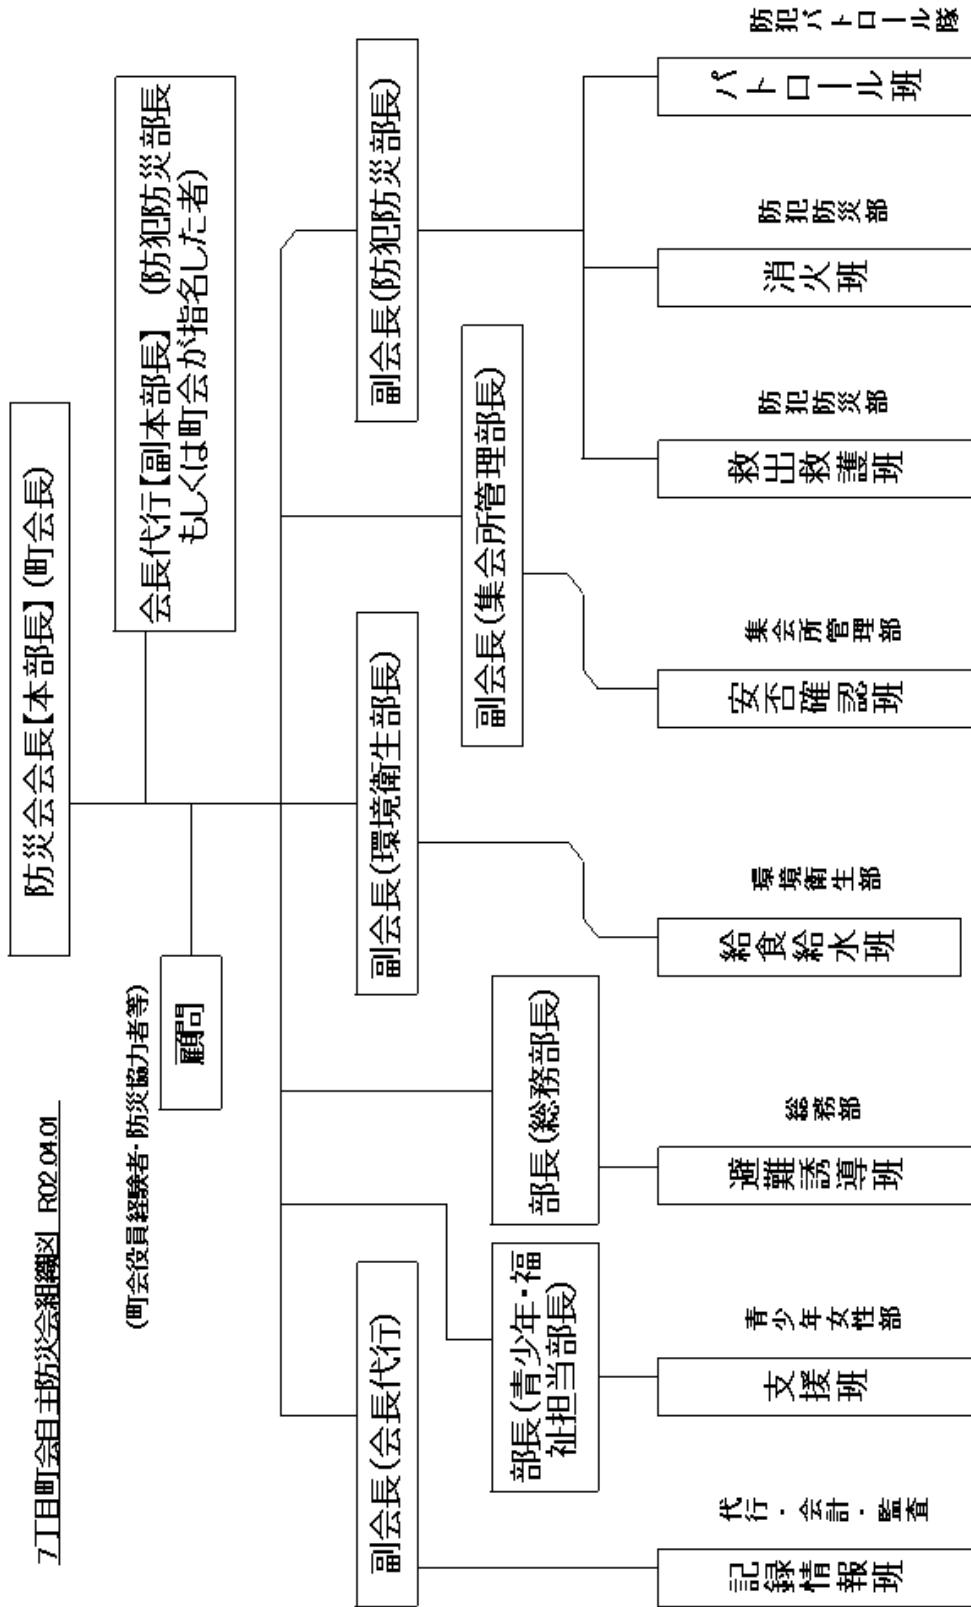 7丁目町会自主防災会組織図 R02.04.01
防災会会長【本部長】(町会長)
会長代行【副本部長】 (防犯防災部長
もしくは町会が指名した者)
(町会役員経験者・防災協力者等)
顧問
副会長(会長代行)
部長(青少年・福
祉担当部長)
部長(総務部長)
副会長(環境衛生部長)
副会長(集会所管理部長)
副会長(防犯防災部長)
記録情報班
代行・会計・監査
支援班
青少年女性部
避難誘導班
総務部
給食給水班
環境衛生部
安否確認班
集会所管理部
救出救護班
防犯防災部
消火班
防犯防災部
パトロール班
防犯パトロール隊